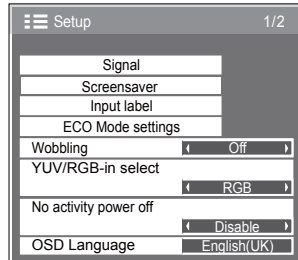 Setup 1/2
Signal
Screensaver
Input label
ECO Mode settings
Wobbling Off
YUV/RGB-in select
RGB
No activity power off
Disable
OSD Language English(UK)